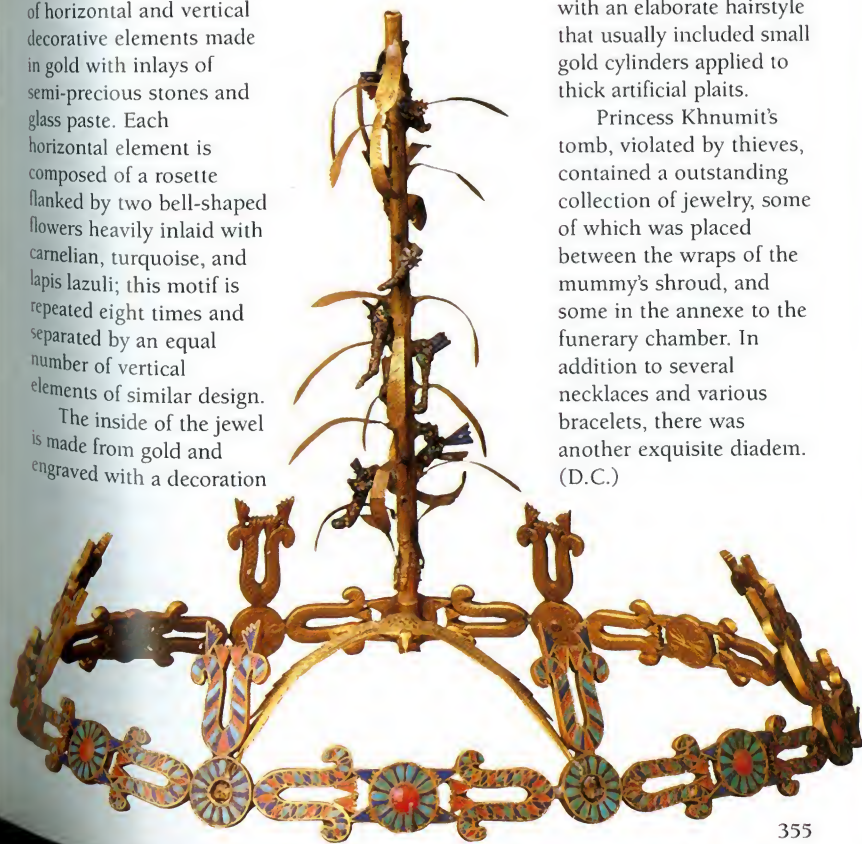 of horizontal and vertical
decorative elements made
in gold with inlays of
semi-precious stones and
glass paste. Each
horizontal element is
composed of a rosette
flanked by two bell-shaped
flowers heavily inlaid with
carnelian, turquoise, and
lapis lazuli; this motif is
repeated eight times and
separated by an equal
number of vertical
elements of similar design.
The inside of the jewel
is made from gold and
engraved with a decoration
with an elaborate hairstyle
that usually included small
gold cylinders applied to
thick artificial plaits.
Princess Khnumit's
tomb, violated by thieves,
contained a outstanding
collection of jewelry, some
of which was placed
between the wraps of the
mummy's shroud, and
some in the annexe to the
funerary chamber. In
addition to several
necklaces and various
bracelets, there was
another exquisite diadem.
(D.C.)
355